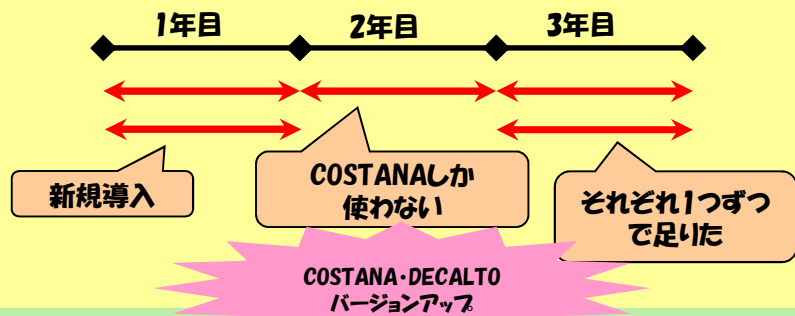 1年目 2年目 3年目
新規導入
COSTANAしか
使わない
それぞれ1つずつ
で足りた
COSTANA・DECALTO
バージョンアップ